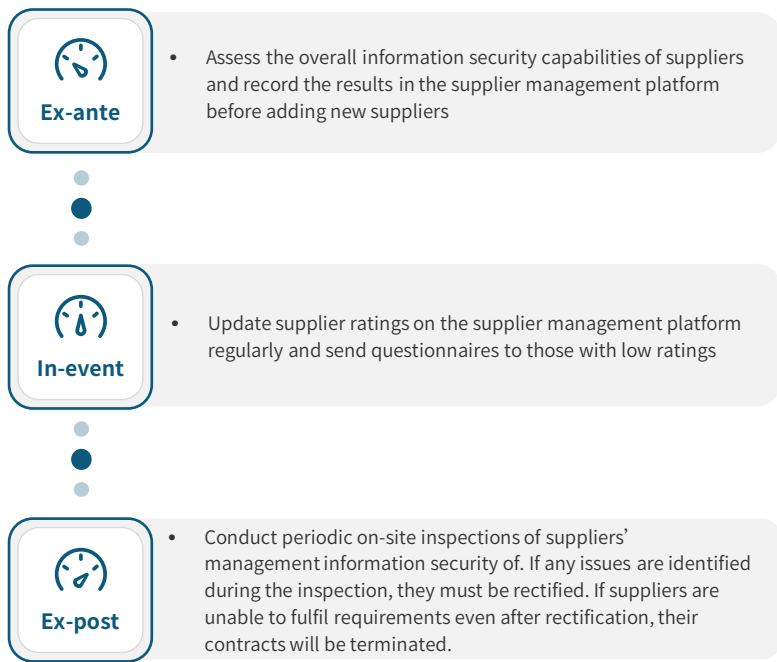 Ex-ante
• Assess the overall information security capabilities of suppliers
and record the results in the supplier management platform
before adding new suppliers
In-event
• Update supplier ratings on the supplier management platform
regularly and send questionnaires to those with low ratings
Ex-post
• Conduct periodic on-site inspections of suppliers’
management information security of. If any issues are identified
during the inspection, they must be rectified. If suppliers are
unable to fulfil requirements even after rectification, their
contracts will be terminated.